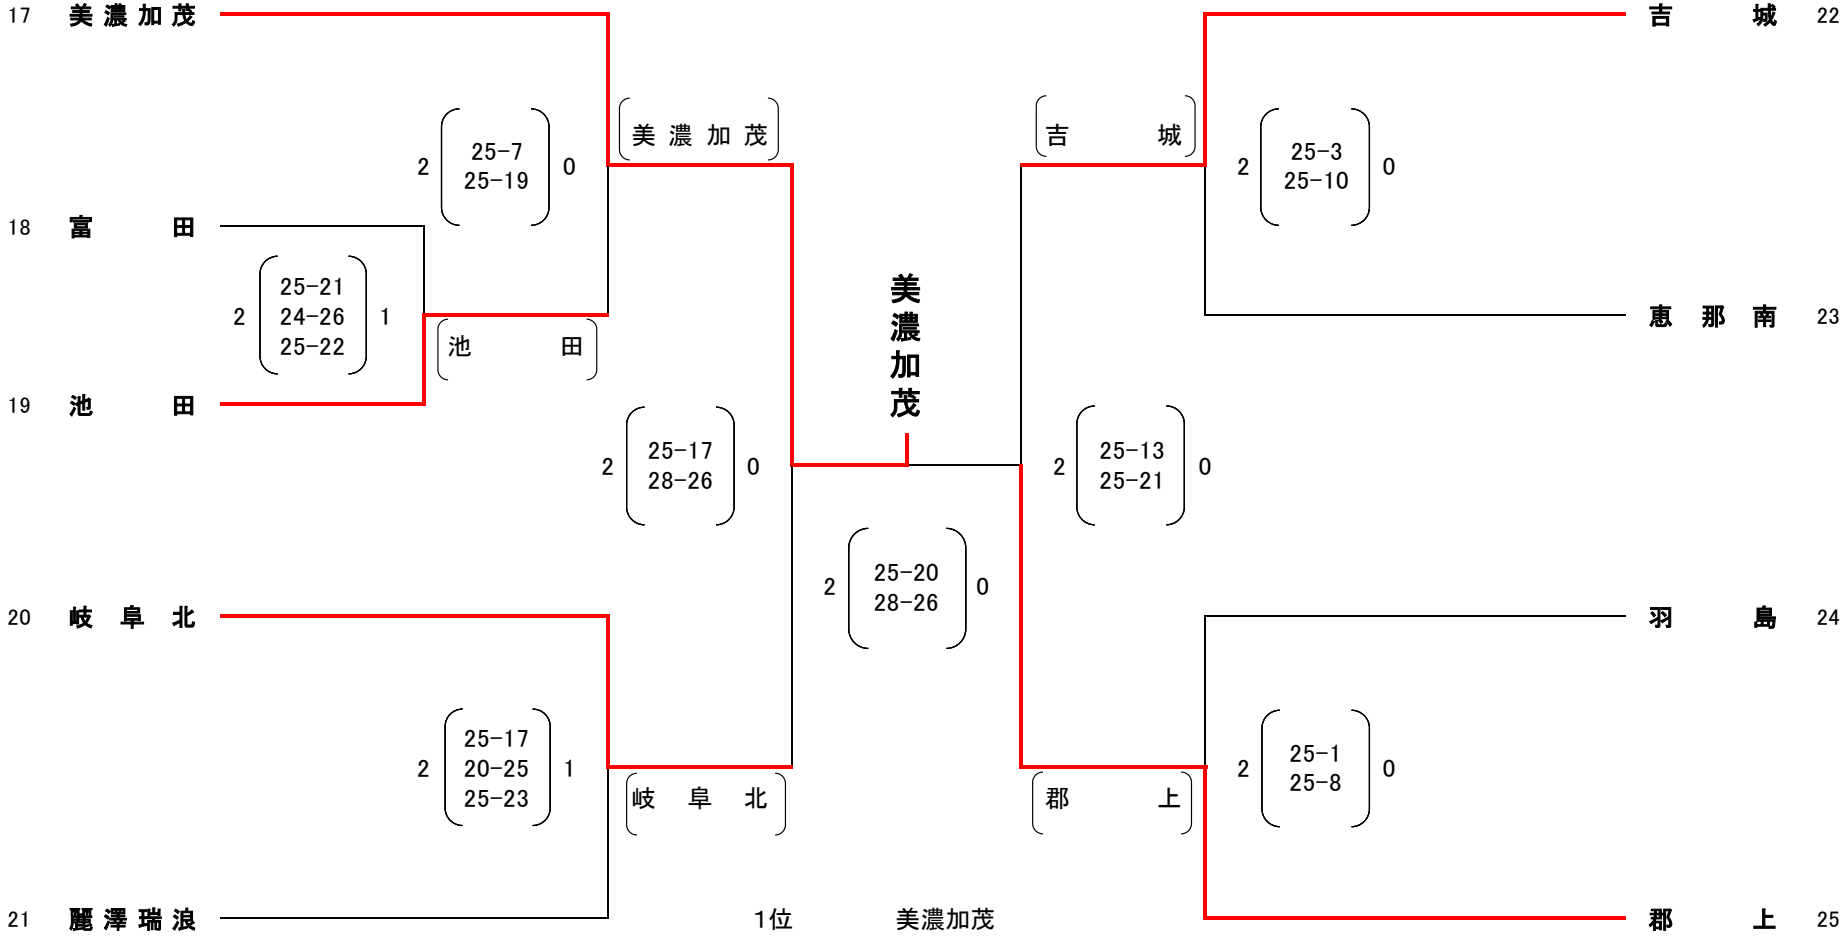 17 美濃加茂
吉城 22
美濃加茂
吉城
2 25-7 25-19 0
2 25-3 25-10 0
18 富田
2 25-21 24-26 25-22 1
池田
美濃加茂
恵那南 23
19 池田
2 25-17 28-26 0
2 25-13 25-21 0
2 25-20 28-26 0
20 岐阜北
羽島 24
2 25-17 20-25 25-23 1
岐阜北
郡上
2 25-1 25-8 0
21 麗澤瑞浪
1位 美濃加茂
郡上 25